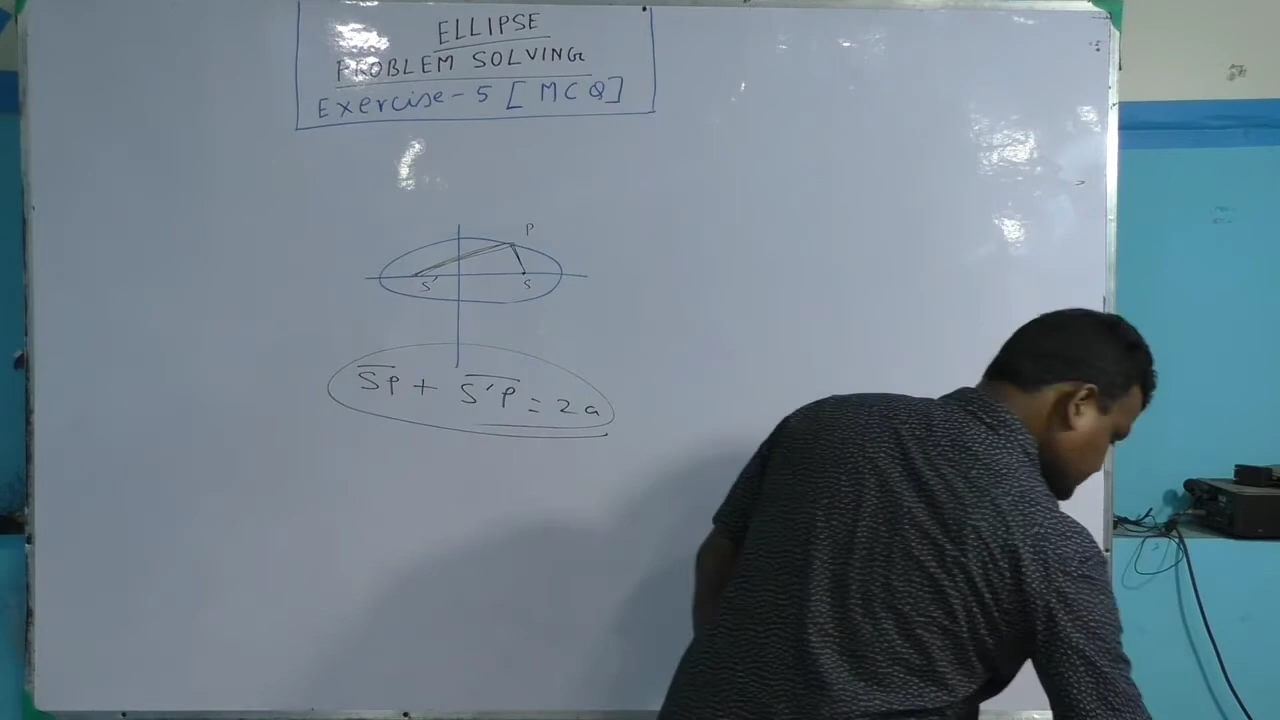 ELLIPSE
PROBLEM SOLVING
Exercise-5 [MCQ]
P
S' S
SP + S'P = 2a